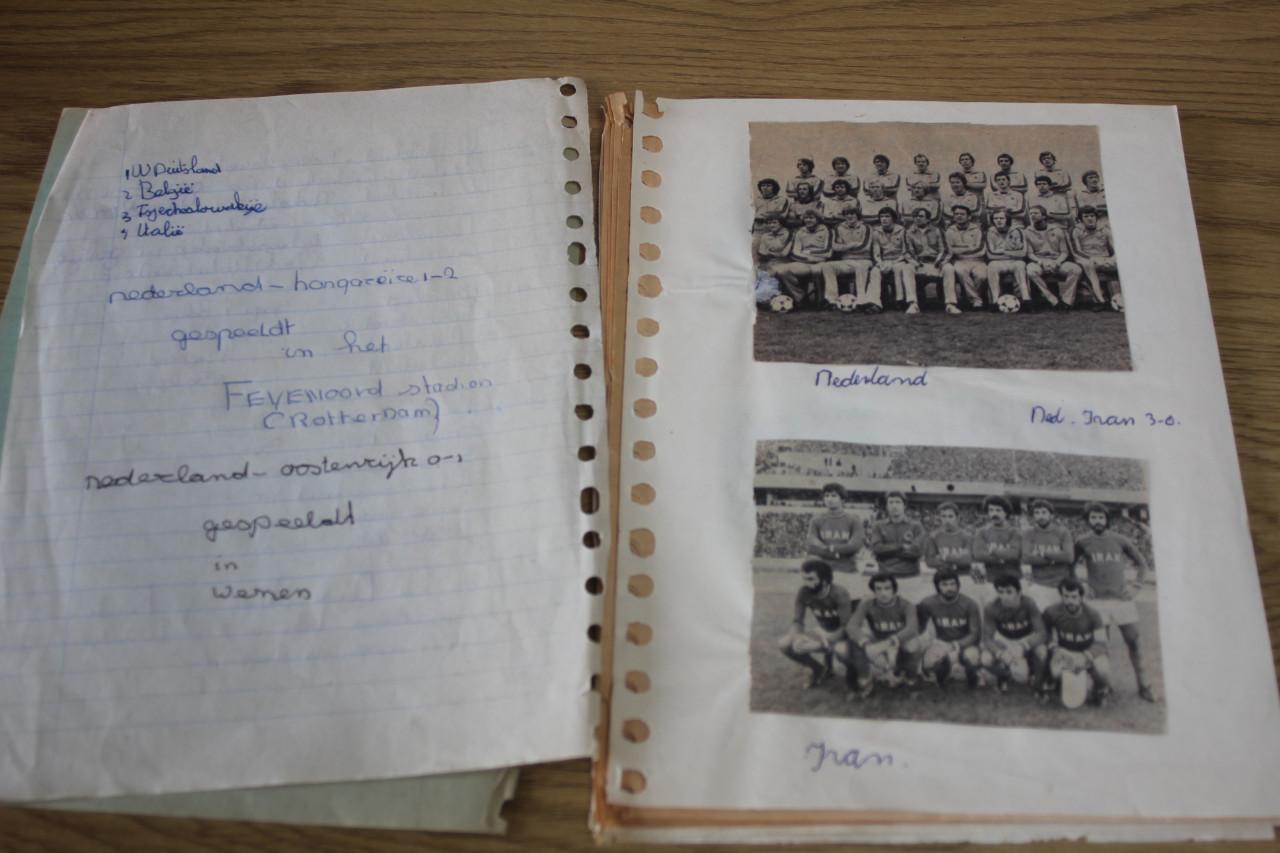 1 W Duitsland
2 België
3 Tsjechoslowakije
4 Italië
nederland - hongarije 1-2
gespeeldt
in het
FEYENOORD stadion
(Rotterdam)
nederland - oostenrijk 0-1
gespeeldt
in
wenen
Nederland
Ned. Iran 3-0.
IRAN
IRAN
IRAN
IRAN
IRAN
IRAN
IRAN
IRAN
Iran.